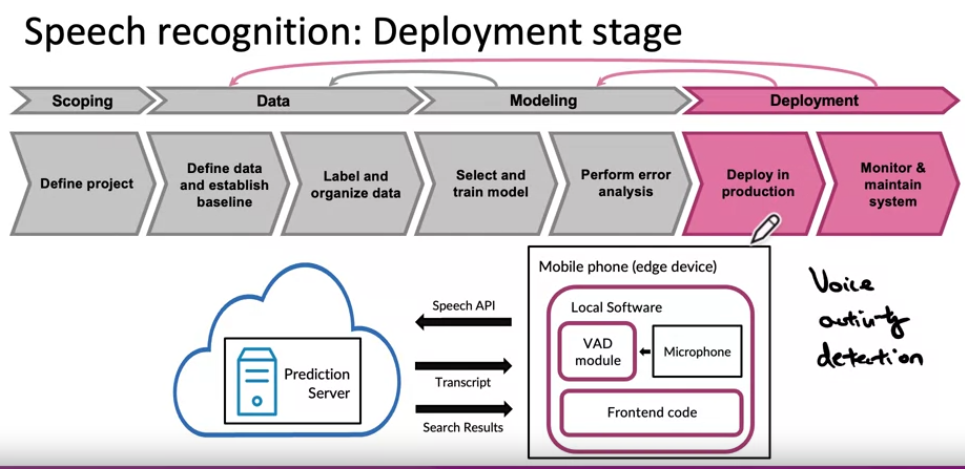 Speech recognition: Deployment stage
Scoping
Data
Modeling
Deployment
Define project
Define data
and establish
baseline
Label and
organize data
Select and
train model
Perform error
analysis
Deploy in
production
Monitor &
maintain
system
Prediction
Server
Speech API
Transcript
Search Results
Mobile phone (edge device)
Local Software
VAD
module
Microphone
Frontend code
Voice
activity
detection